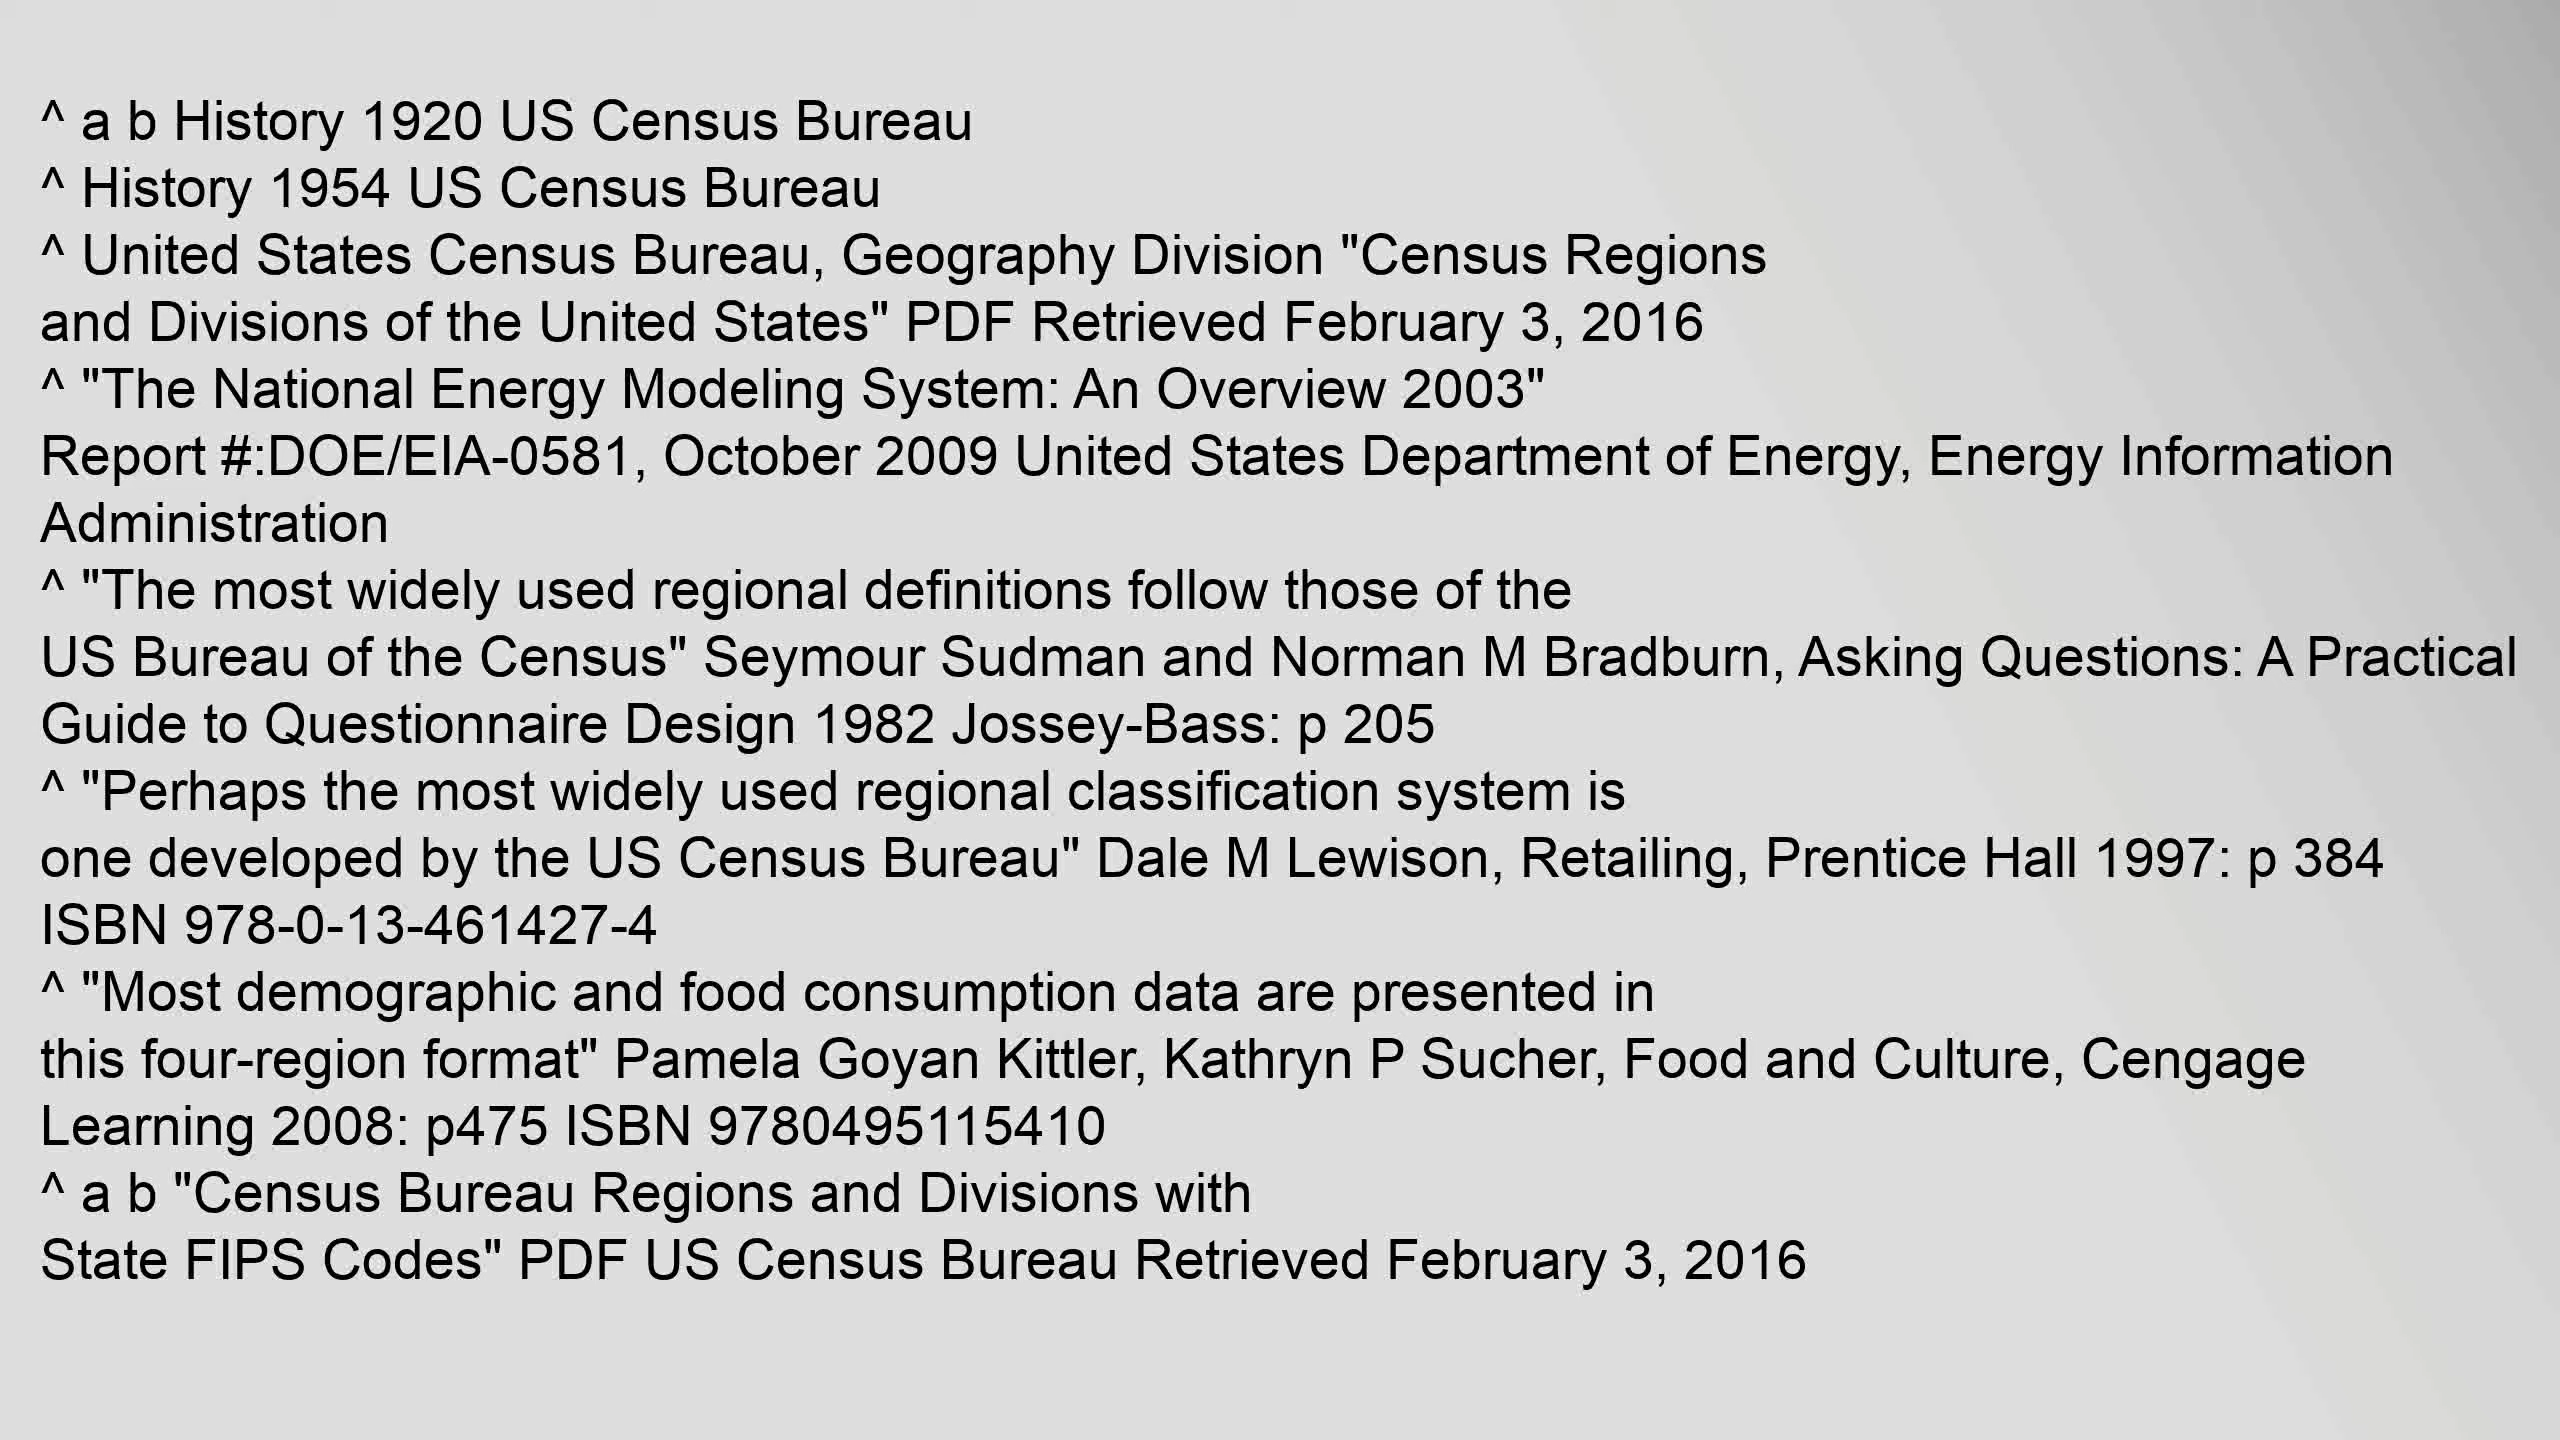 ^ a b History 1920 US Census Bureau
^ History 1954 US Census Bureau
^ United States Census Bureau, Geography Division "Census Regions
and Divisions of the United States" PDF Retrieved February 3, 2016
^ "The National Energy Modeling System: An Overview 2003"
Report #:DOE/EIA-0581, October 2009 United States Department of Energy, Energy Information
Administration
^ "The most widely used regional definitions follow those of the
US Bureau of the Census" Seymour Sudman and Norman M Bradburn, Asking Questions: A Practical
Guide to Questionnaire Design 1982 Jossey-Bass: p 205
^ "Perhaps the most widely used regional classification system is
one developed by the US Census Bureau" Dale M Lewison, Retailing, Prentice Hall 1997: p 384
ISBN 978-0-13-461427-4
^ "Most demographic and food consumption data are presented in
this four-region format" Pamela Goyan Kittler, Kathryn P Sucher, Food and Culture, Cengage
Learning 2008: p475 ISBN 9780495115410
^ a b "Census Bureau Regions and Divisions with
State FIPS Codes" PDF US Census Bureau Retrieved February 3, 2016